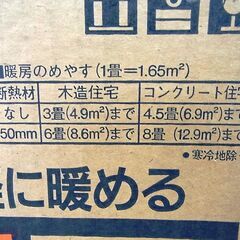 ■暖房のめやす(1畳=1.65m²)
断熱材 木造住宅 コンクリート住宅
なし 3畳(4.9m²)まで 4.5畳(6.9m²)まで
50mm 6畳(8.6m²)まで 8畳(12.9m²)まで
●寒冷地除
に暖める